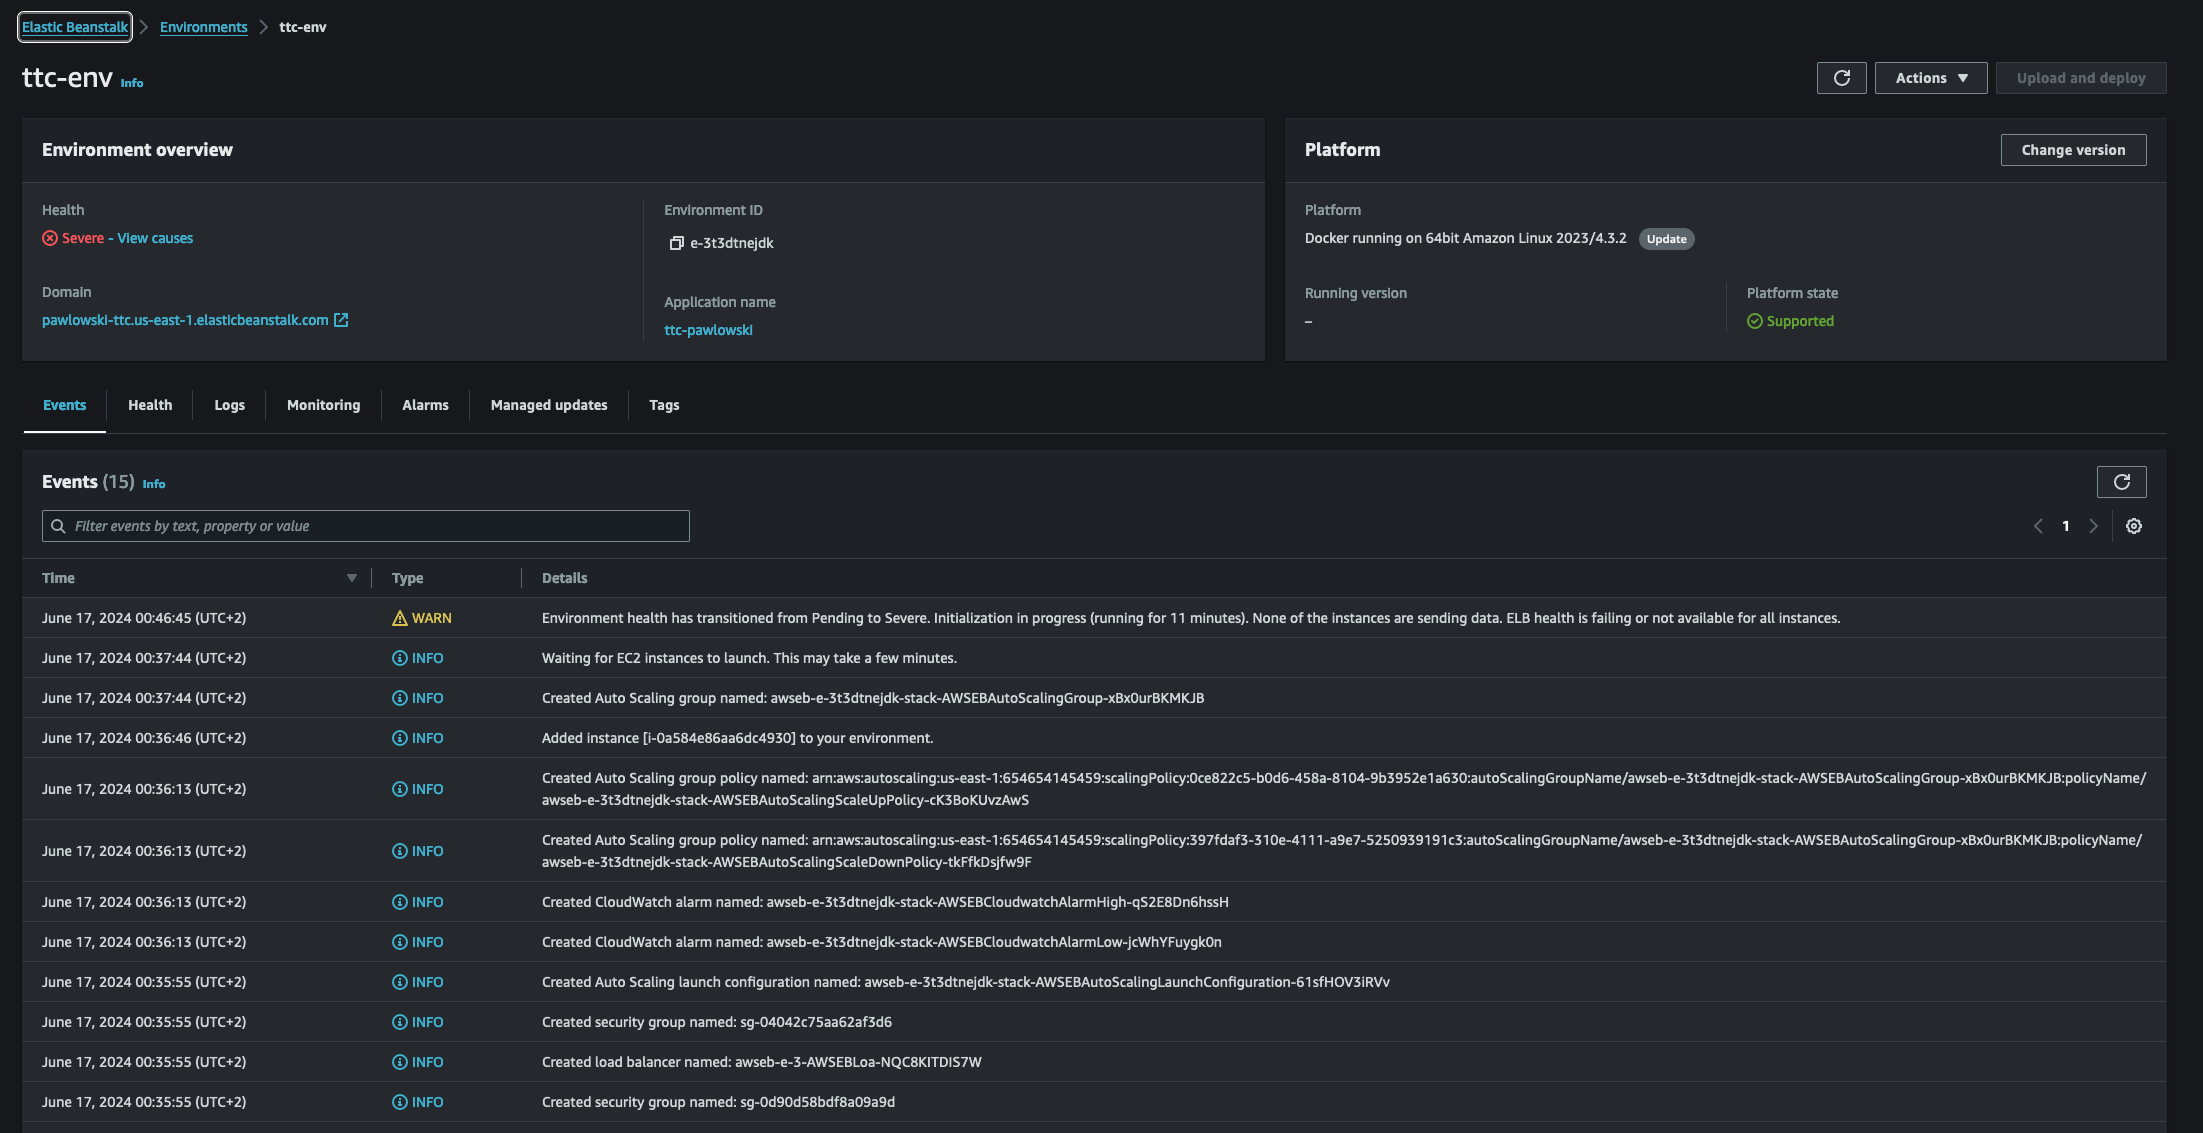 Elastic Beanstalk > Environments > ttc-env
ttc-env Info
Actions
Upload and deploy
Environment overview
Health
Severe - View causes
Domain
pawlowski-ttc.us-east-1.elasticbeanstalk.com
Environment ID
e-3t3dtnejdk
Application name
ttc-pawlowski
Platform
Change version
Platform
Docker running on 64bit Amazon Linux 2023/4.3.2 Update
Running version
–
Platform state
Supported
Events Health Logs Monitoring Alarms Managed updates Tags
Events (15) Info
Filter events by text, property or value
1
Time Type Details
June 17, 2024 00:46:45 (UTC+2) WARN Environment health has transitioned from Pending to Severe. Initialization in progress (running for 11 minutes). None of the instances are sending data. ELB health is failing or not available for all instances.
June 17, 2024 00:37:44 (UTC+2) INFO Waiting for EC2 instances to launch. This may take a few minutes.
June 17, 2024 00:37:44 (UTC+2) INFO Created Auto Scaling group named: awseb-e-3t3dtnejdk-stack-AWSEBAutoScalingGroup-xBx0urBKMKJB
June 17, 2024 00:36:46 (UTC+2) INFO Added instance [i-0a584e86aa6dc4930] to your environment.
June 17, 2024 00:36:13 (UTC+2) INFO Created Auto Scaling group policy named: arn:aws:autoscaling:us-east-1:654654145459:scalingPolicy:0ce822c5-b0d6-458a-8104-9b3952e1a630:autoScalingGroupName/awseb-e-3t3dtnejdk-stack-AWSEBAutoScalingGroup-xBx0urBKMKJB:policyName/
awseb-e-3t3dtnejdk-stack-AWSEBAutoScalingScaleUpPolicy-cK3BoKUvzAwS
June 17, 2024 00:36:13 (UTC+2) INFO Created Auto Scaling group policy named: arn:aws:autoscaling:us-east-1:654654145459:scalingPolicy:397fdaf3-310e-4111-a9e7-5250939191c3:autoScalingGroupName/awseb-e-3t3dtnejdk-stack-AWSEBAutoScalingGroup-xBx0urBKMKJB:policyName/
awseb-e-3t3dtnejdk-stack-AWSEBAutoScalingScaleDownPolicy-tkFfkDsjfw9F
June 17, 2024 00:36:13 (UTC+2) INFO Created CloudWatch alarm named: awseb-e-3t3dtnejdk-stack-AWSEBCloudwatchAlarmHigh-qS2E8Dn6hssH
June 17, 2024 00:36:13 (UTC+2) INFO Created CloudWatch alarm named: awseb-e-3t3dtnejdk-stack-AWSEBCloudwatchAlarmLow-jcWhYFuygk0n
June 17, 2024 00:35:55 (UTC+2) INFO Created Auto Scaling launch configuration named: awseb-e-3t3dtnejdk-stack-AWSEBAutoScalingLaunchConfiguration-61sfHOV3iRVv
June 17, 2024 00:35:55 (UTC+2) INFO Created security group named: sg-04042c75aa62af3d6
June 17, 2024 00:35:55 (UTC+2) INFO Created load balancer named: awseb-e-3-AWSEBLoa-NQC8KITDIS7W
June 17, 2024 00:35:55 (UTC+2) INFO Created security group named: sg-0d90d58bdf8a09a9d